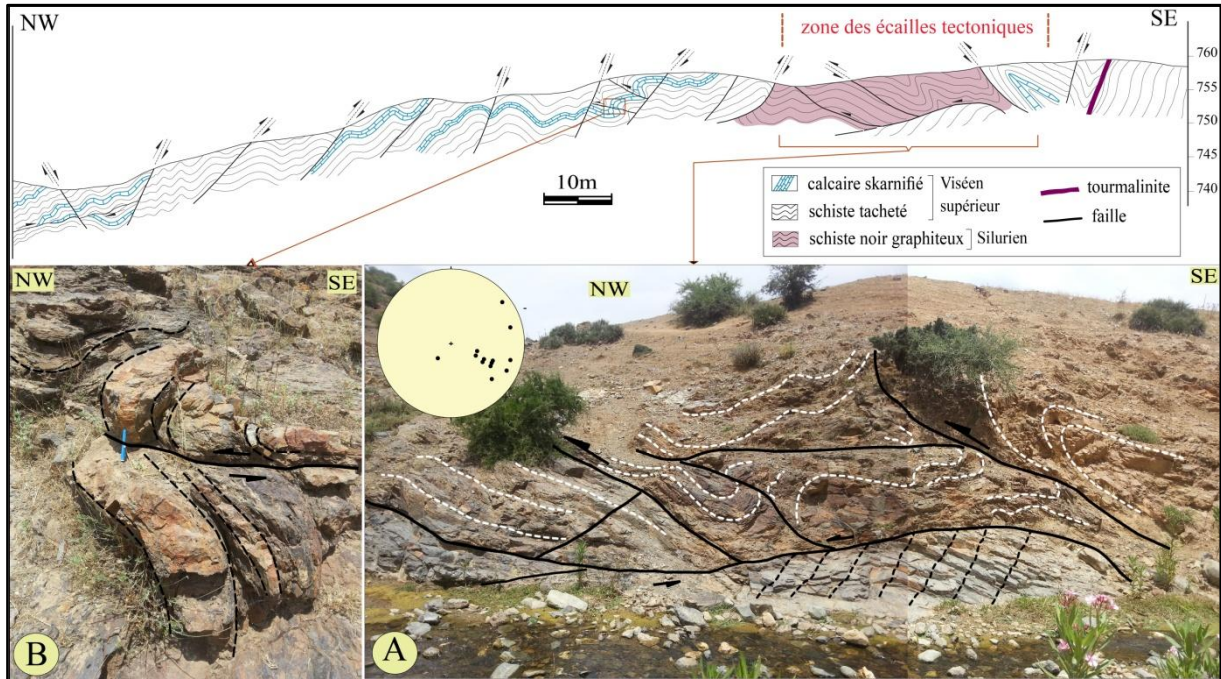 NW
zone des écailles tectoniques
SE
760
755
750
745
740
10m
calcaire skarnifié
schiste tacheté
Viséen
supérieur
schiste noir graphiteux
Silurien
tourmalinite
faille
NW
SE
B
NW
SE
A